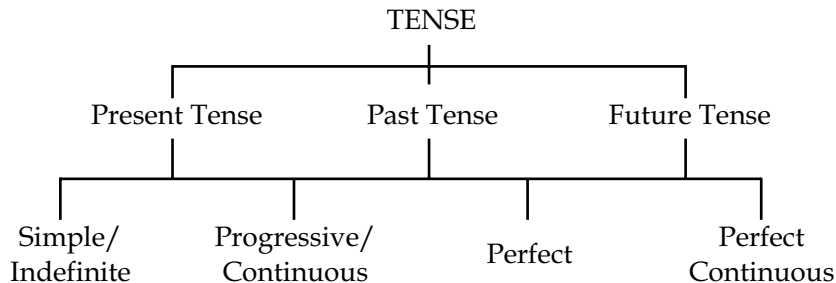 TENSE
Present Tense Past Tense Future Tense
Simple/ Progressive/ Perfect Perfect
Indefinite Continuous Continuous